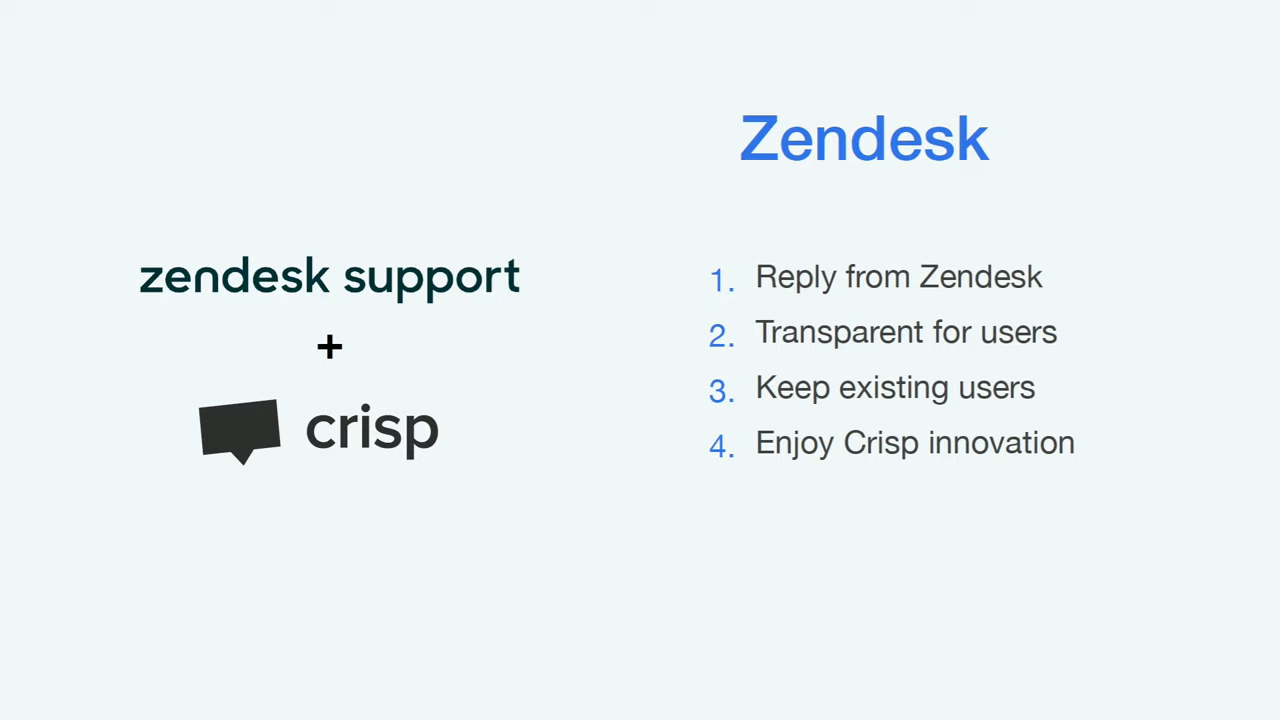 Zendesk
zendesk support
+
crisp
1. Reply from Zendesk
2. Transparent for users
3. Keep existing users
4. Enjoy Crisp innovation